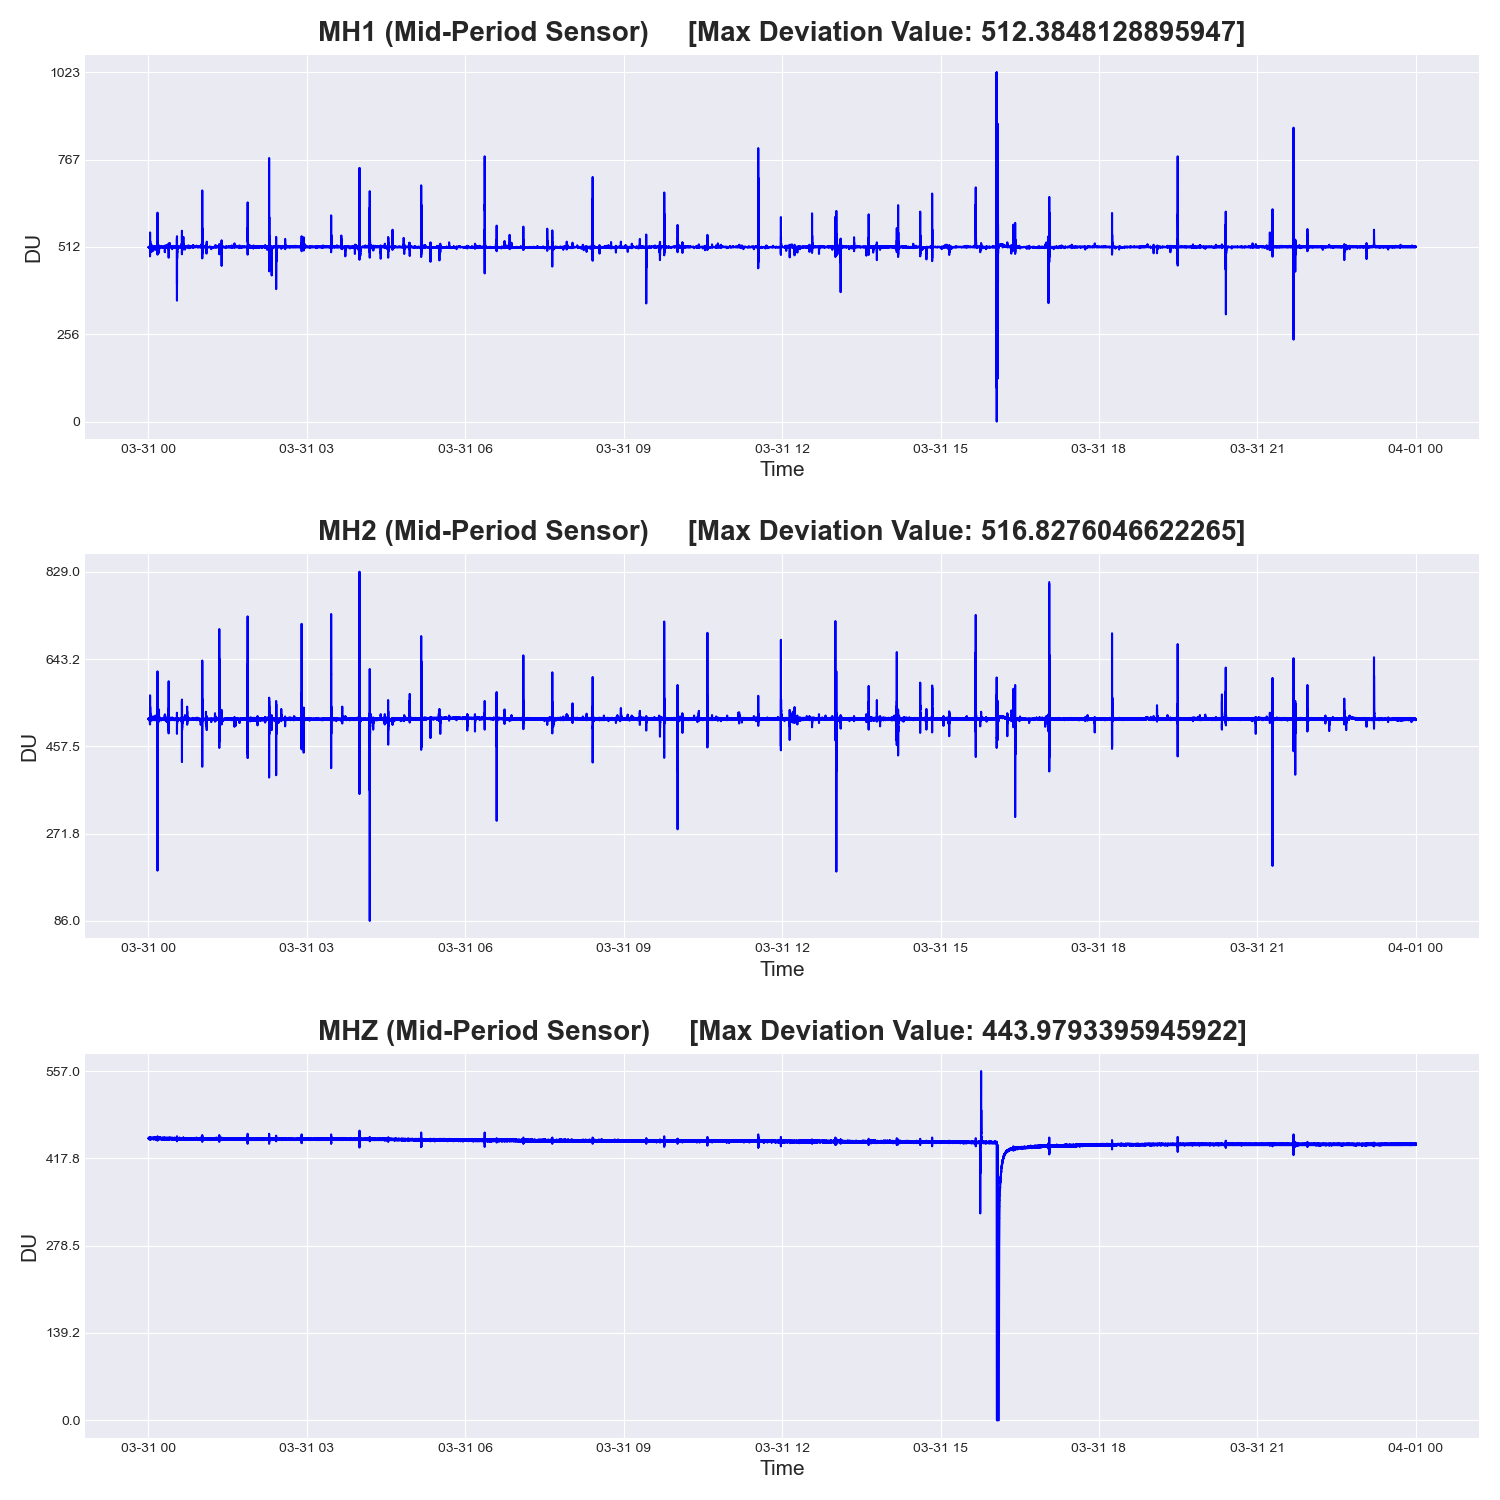 MH1 (Mid-Period Sensor) [Max Deviation Value: 512.3848128895947]
1023
767
512
256
0
DU
03-31 00 03-31 03 03-31 06 03-31 09 03-31 12 03-31 15 03-31 18 03-31 21 04-01 00
Time
MH2 (Mid-Period Sensor) [Max Deviation Value: 516.8276046622265]
829.0
643.2
457.5
271.8
86.0
DU
03-31 00 03-31 03 03-31 06 03-31 09 03-31 12 03-31 15 03-31 18 03-31 21 04-01 00
Time
MHZ (Mid-Period Sensor) [Max Deviation Value: 443.9793395945922]
557.0
417.8
278.5
139.2
0.0
DU
03-31 00 03-31 03 03-31 06 03-31 09 03-31 12 03-31 15 03-31 18 03-31 21 04-01 00
Time